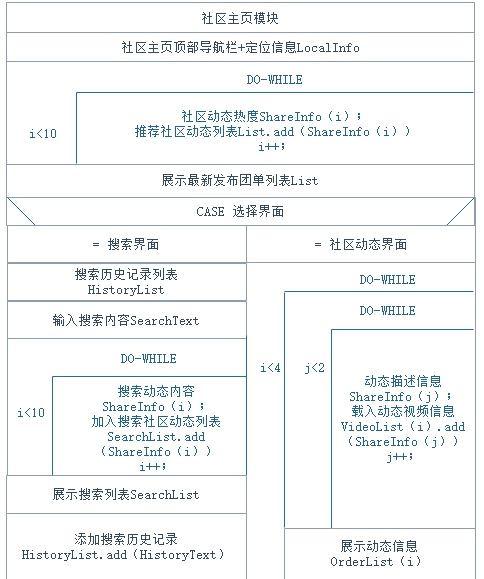 社区主页模块
社区主页顶部导航栏+定位信息LocalInfo
DO-WHILE
i<10
社区动态热度ShareInfo（i）;
推荐社区动态列表List.add（ShareInfo（i））
i++;
展示最新发布团单列表List
CASE 选择界面
= 搜索界面
搜索历史记录列表
HistoryList
输入搜索内容SearchText
DO-WHILE
i<10
搜索动态内容
ShareInfo（i）;
加入搜索社区动态列表
SearchList.add
（ShareInfo（i））
i++;
展示搜索列表SearchList
添加搜索历史记录
HistoryList.add（HistoryText）
= 社区动态界面
DO-WHILE
i<4
DO-WHILE
j<2
动态描述信息
ShareInfo（j）;
载入动态视频信息
VideoList（i）.add
（ShareInfo（j））
j++;
展示动态信息
OrderList（i）